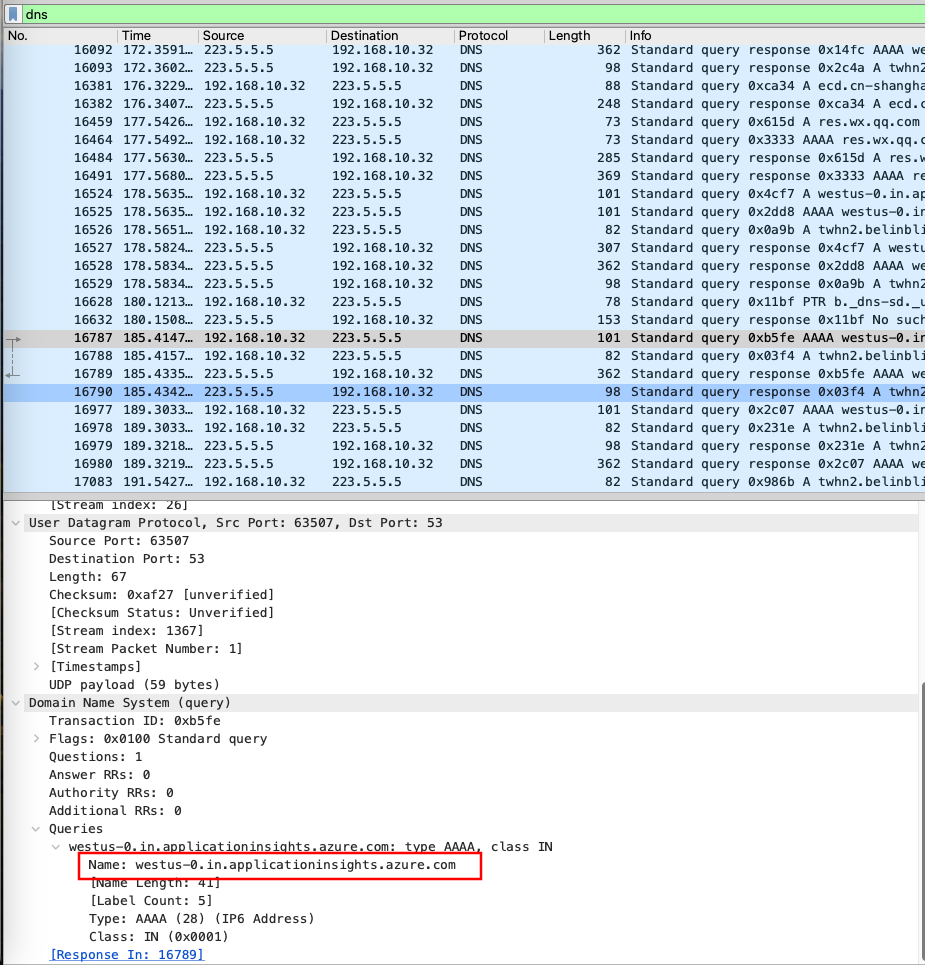 dns
No. Time Source Destination Protocol Length Info
16092 172.3591… 223.5.5.5 192.168.10.32 DNS 362 Standard query response 0x14fc AAAA we
16093 172.3602… 223.5.5.5 192.168.10.32 DNS 98 Standard query response 0x2c4a A twhn2
16381 176.3229… 192.168.10.32 223.5.5.5 DNS 88 Standard query 0xca34 A ecd.cn-shangha
16382 176.3407… 223.5.5.5 192.168.10.32 DNS 248 Standard query response 0xca34 A ecd.c
16459 177.5426… 192.168.10.32 223.5.5.5 DNS 73 Standard query 0x615d A res.wx.qq.com
16464 177.5492… 192.168.10.32 223.5.5.5 DNS 73 Standard query 0x3333 AAAA res.wx.qq.c
16484 177.5630… 223.5.5.5 192.168.10.32 DNS 285 Standard query response 0x615d A res.w
16491 177.5680… 223.5.5.5 192.168.10.32 DNS 369 Standard query response 0x3333 AAAA re
16524 178.5635… 192.168.10.32 223.5.5.5 DNS 101 Standard query 0x4cf7 A westus-0.in.ap
16525 178.5635… 192.168.10.32 223.5.5.5 DNS 101 Standard query 0x2dd8 AAAA westus-0.in
16526 178.5651… 192.168.10.32 223.5.5.5 DNS 82 Standard query 0x0a9b A twhn2.belinbli
16527 178.5824… 223.5.5.5 192.168.10.32 DNS 307 Standard query response 0x4cf7 A westu
16528 178.5834… 223.5.5.5 192.168.10.32 DNS 362 Standard query response 0x2dd8 AAAA we
16529 178.5834… 223.5.5.5 192.168.10.32 DNS 98 Standard query response 0x0a9b A twhn2
16628 180.1213… 192.168.10.32 223.5.5.5 DNS 78 Standard query 0x11bf PTR b._dns-sd._u
16632 180.1508… 223.5.5.5 192.168.10.32 DNS 153 Standard query response 0x11bf No such
16787 185.4147… 192.168.10.32 223.5.5.5 DNS 101 Standard query 0xb5fe AAAA westus-0.in
16788 185.4157… 192.168.10.32 223.5.5.5 DNS 82 Standard query 0x03f4 A twhn2.belinbli
16789 185.4335… 223.5.5.5 192.168.10.32 DNS 362 Standard query response 0xb5fe AAAA we
16790 185.4342… 223.5.5.5 192.168.10.32 DNS 98 Standard query response 0x03f4 A twhn2
16977 189.3033… 192.168.10.32 223.5.5.5 DNS 101 Standard query 0x2c07 AAAA westus-0.in
16978 189.3033… 192.168.10.32 223.5.5.5 DNS 82 Standard query 0x231e A twhn2.belinbli
16979 189.3218… 223.5.5.5 192.168.10.32 DNS 98 Standard query response 0x231e A twhn2
16980 189.3219… 223.5.5.5 192.168.10.32 DNS 362 Standard query response 0x2c07 AAAA we
17083 191.5427… 192.168.10.32 223.5.5.5 DNS 82 Standard query 0x986b A twhn2.belinbli
[Stream index: 26]
User Datagram Protocol, Src Port: 63507, Dst Port: 53
Source Port: 63507
Destination Port: 53
Length: 67
Checksum: 0xaf27 [unverified]
[Checksum Status: Unverified]
[Stream index: 1367]
[Stream Packet Number: 1]
[Timestamps]
UDP payload (59 bytes)
Domain Name System (query)
Transaction ID: 0xb5fe
Flags: 0x0100 Standard query
Questions: 1
Answer RRs: 0
Authority RRs: 0
Additional RRs: 0
Queries
westus-0.in.applicationinsights.azure.com: type AAAA, class IN
Name: westus-0.in.applicationinsights.azure.com
[Name Length: 41]
[Label Count: 5]
Type: AAAA (28) (IP6 Address)
Class: IN (0x0001)
[Response In: 16789]